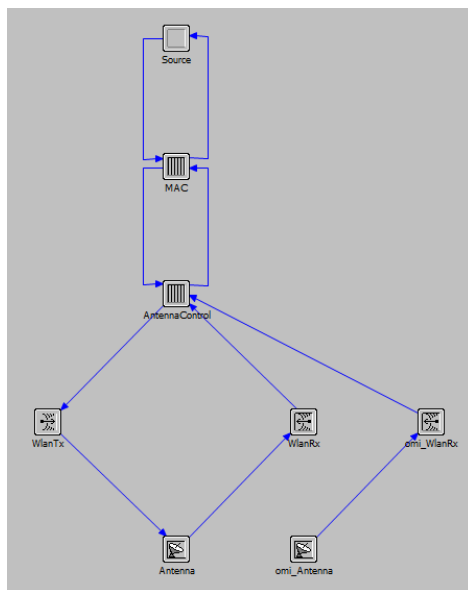 Source
MAC
AntennaControl
WlanTx
WlanRx
omi_WlanRx
Antenna
omi_Antenna